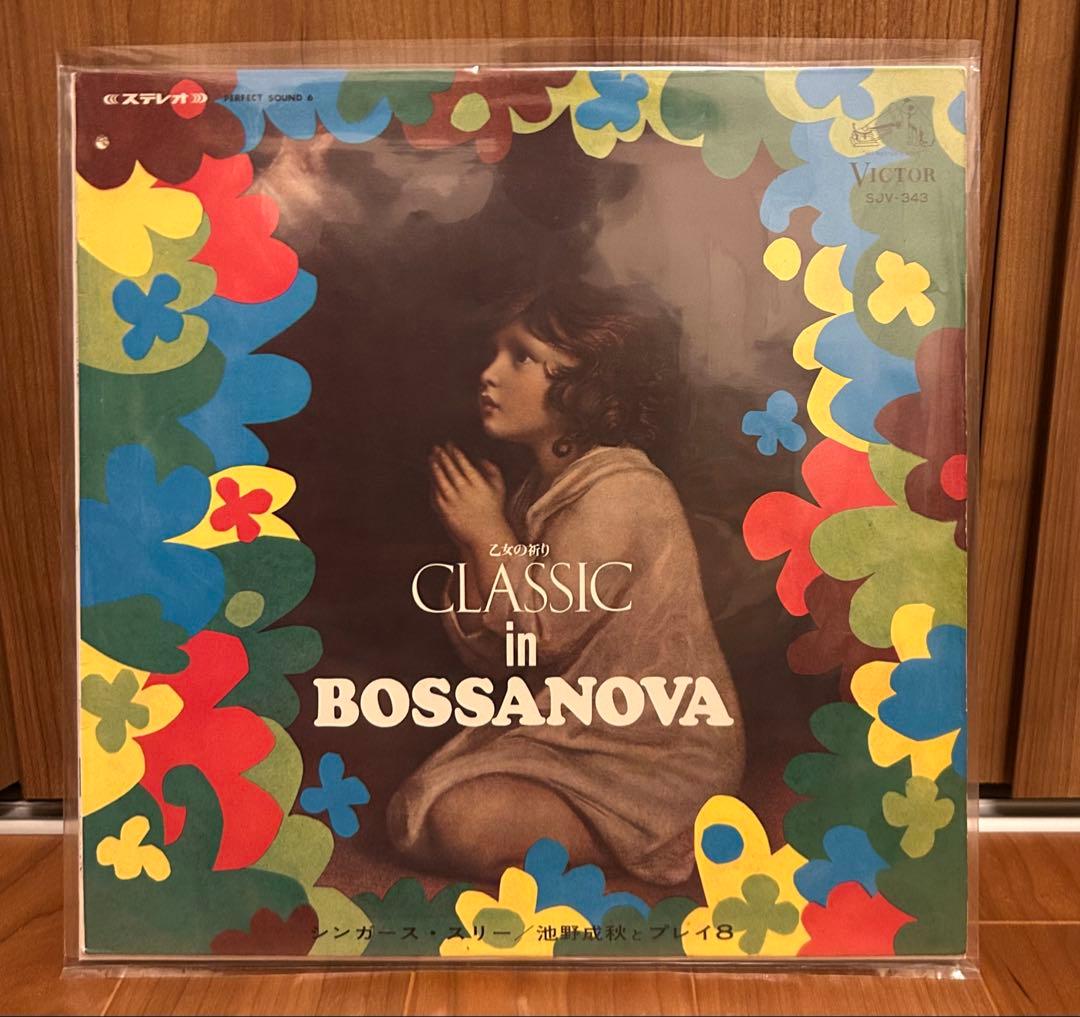 ステレオ PERFECT SOUND 6
VICTOR
SJV-343
乙女の祈り
CLASSIC
in
BOSSANOVA
シンガース・スリー/池野成秋とプレイ8